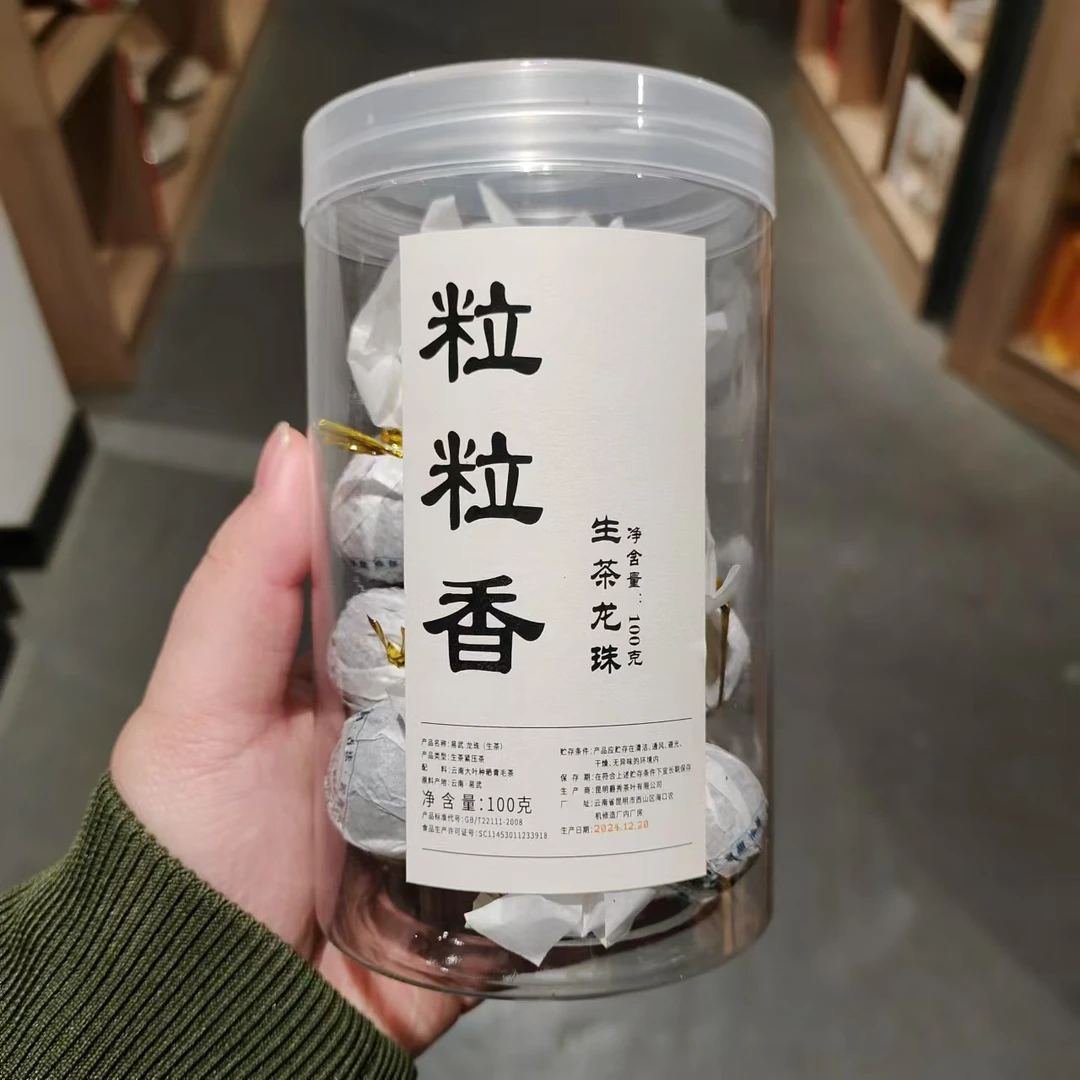 粒粒香
生茶龙珠
净含量：100克
产品名称:易武 龙珠（生茶）
产品类型:生茶紧压茶
配 料:云南大叶种晒青毛茶
原料产地:云南·易武
净含量:100克
产品标准代号:GB/T22111-2008
食品生产许可证号:SC11453011233918
贮存条件:产品应贮存在清洁、通风、避光、
干燥、无异味的环境内
保存期:在符合上述贮存条件下宜长期保存
生产商:昆明爵秀茶叶有限公司
厂 址:云南省昆明市西山区海口农
机修造厂内厂房
生产日期:2024.12.20